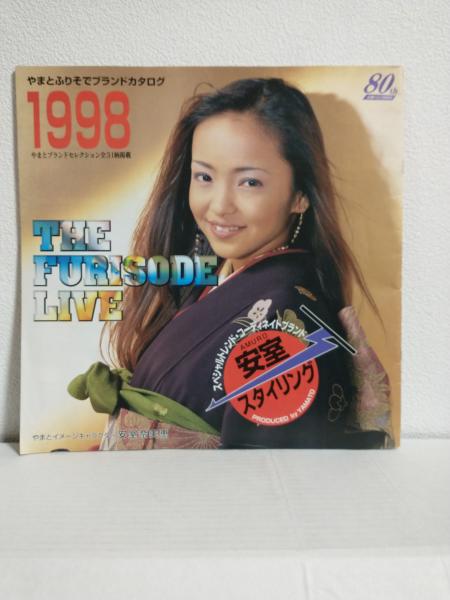 やまとふりそでブランドカタログ
80th
1998
やまとブランドセレクション全51柄掲載
THE
FURISODE
LIVE
スペシャルトレンド・コーディネイトブランド
AMURO
安室
スタイリング
PRODUCED by YAMATO
やまとイメージキャラクター 安室奈美恵